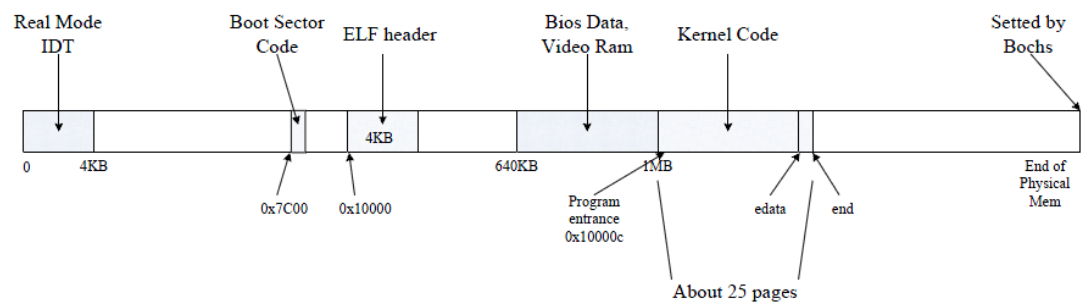 Real Mode
IDT
Boot Sector
Code
ELF header
Bios Data,
Video Ram
Kernel Code
Setted by
Bochs
4KB
0
4KB
640KB
1MB
End of
Physical
Mem
0x7C00
0x10000
Program
entrance
0x10000c
edata
end
About 25 pages